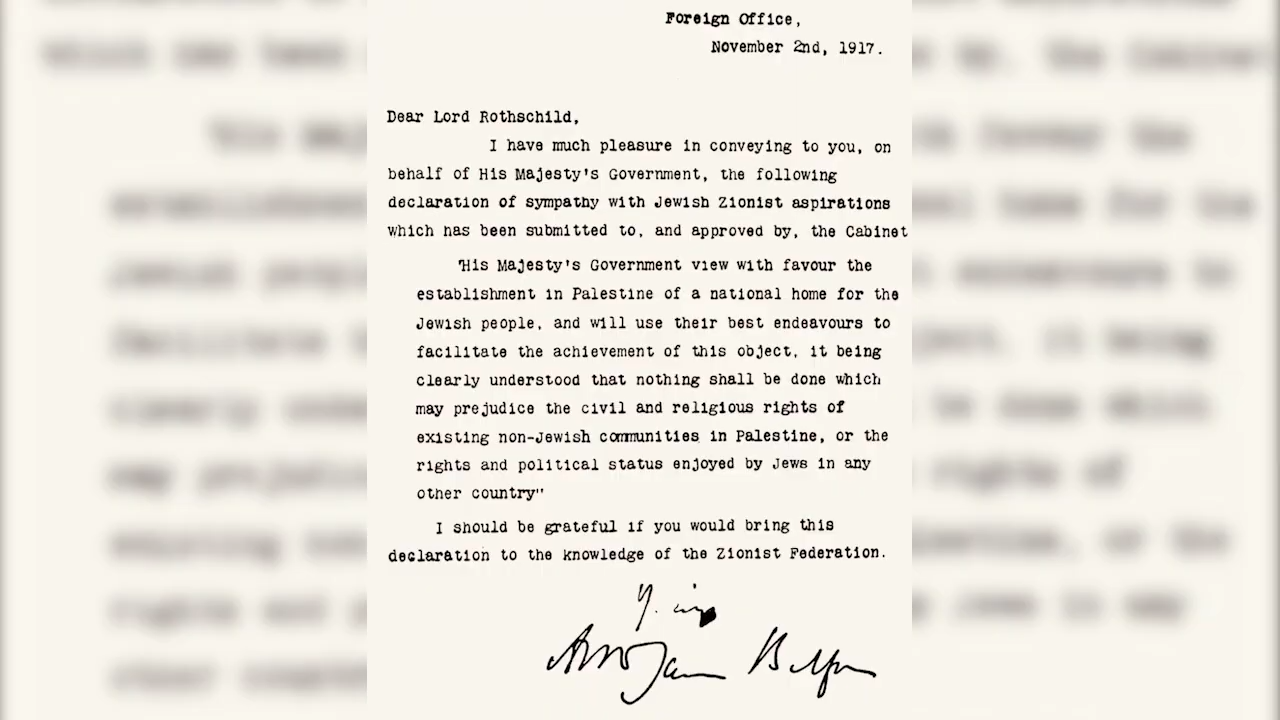 Foreign Office,
November 2nd, 1917.
Dear Lord Rothschild,
I have much pleasure in conveying to you, on
behalf of His Majesty's Government, the following
declaration of sympathy with Jewish Zionist aspirations
which has been submitted to, and approved by, the Cabinet
"His Majesty's Government view with favour the
establishment in Palestine of a national home for the
Jewish people, and will use their best endeavours to
facilitate the achievement of this object, it being
clearly understood that nothing shall be done which
may prejudice the civil and religious rights of
existing non-Jewish communities in Palestine, or the
rights and political status enjoyed by Jews in any
other country"
I should be grateful if you would bring this
declaration to the knowledge of the Zionist Federation.